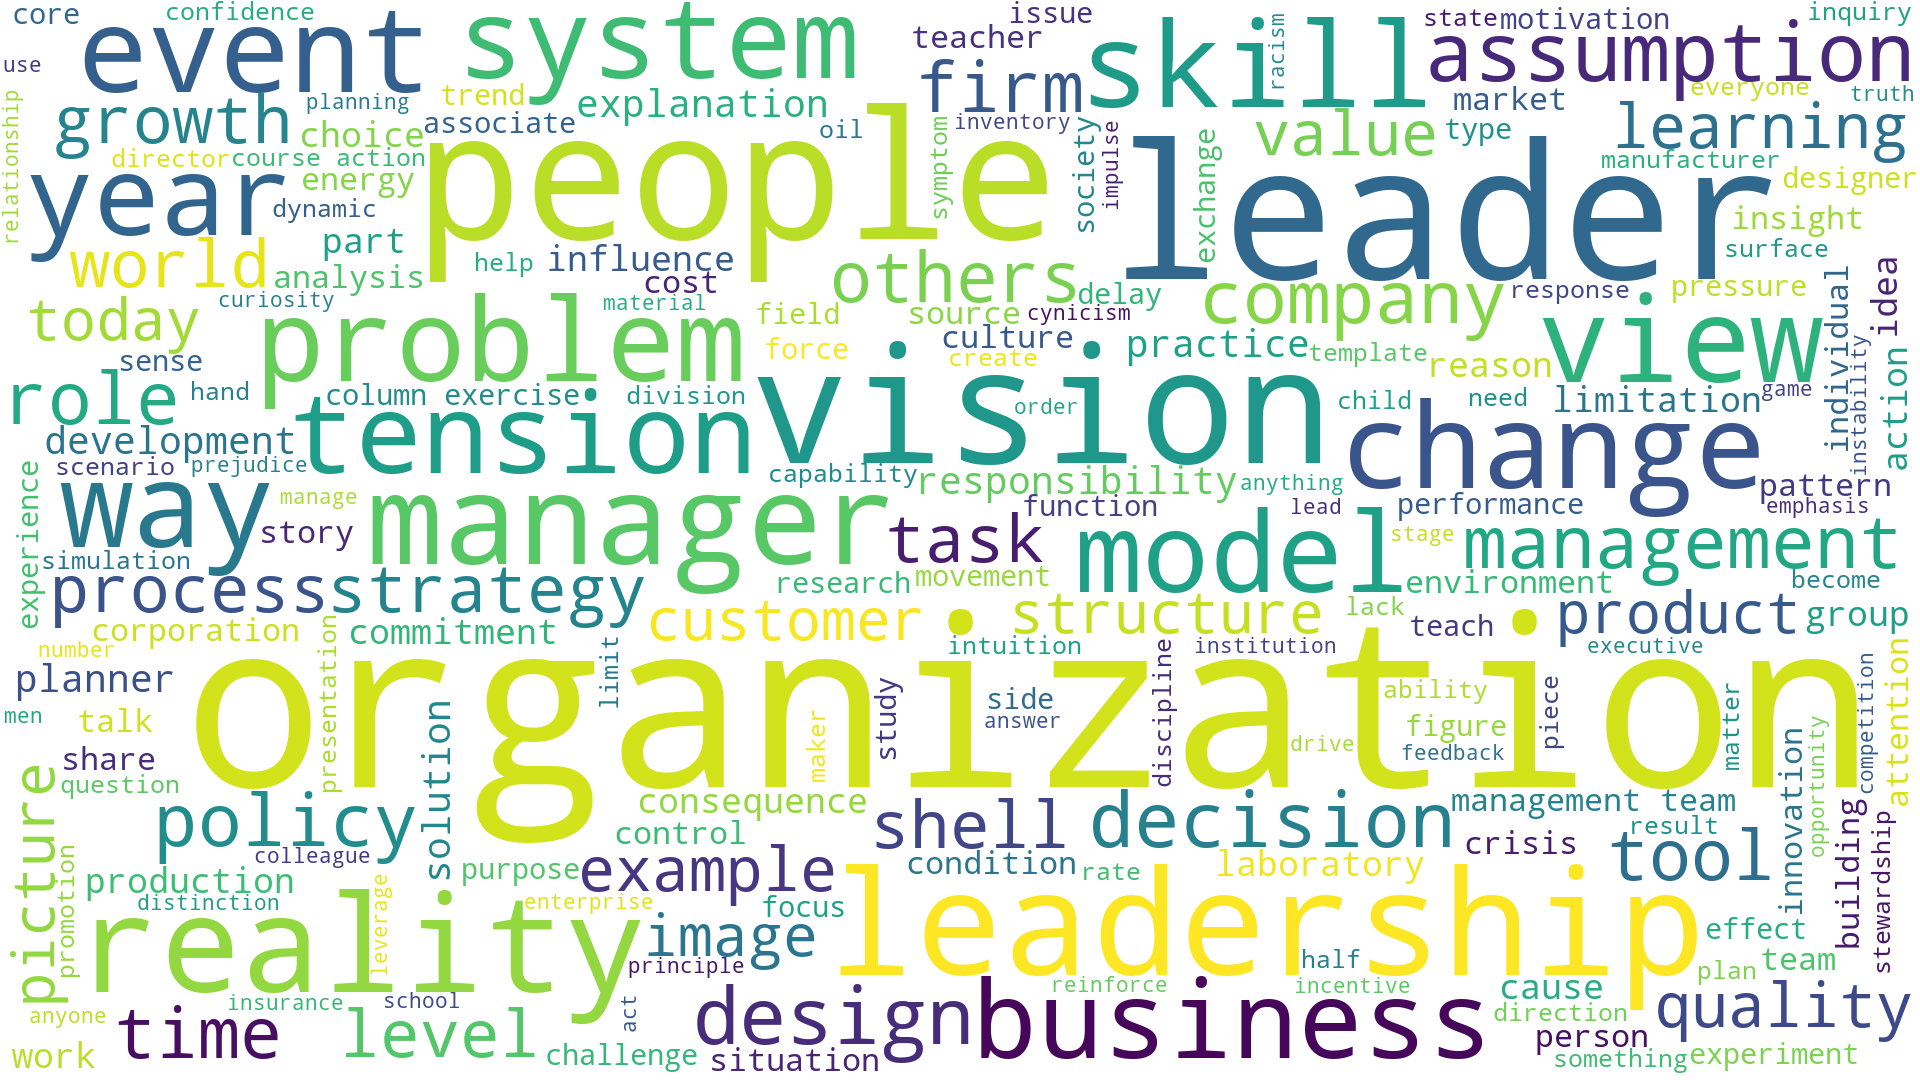 core
confidence
event
system
issue
teacher
skill
racism
state
motivation
inquiry
assumption
use
growth
planning
trend
explanation
firm
market
everyone
truth
relationship
choice
associate
oil
inventory
society
impulse
exchange
value
type
learning
director
course action
people
symptom
leader
manufacturer
designer
year
energy
dynamic
insight
world
part
help
influence
others
surface
analysis
cost
delay
company
response
pressure
individual
idea
today
curiosity
material
source
cynicism
field
culture
view
problem
sense
force
create
practice
template
reason
instability
action
role
hand
column exercise
division
vision
order
child
need
limitation
game
development
tension
change
scenario
prejudice
capability
responsibility
anything
pattern
experience
way
manage
manager
function
lead
performance
emphasis
story
task
model
stage
management
simulation
process
strategy
research
movement
environment
become
corporation
commitment
customer
structure
lack
teach
product
group
number
presentation
limit
organization
intuition
institution
executive
planner
men
talk
solution
study
side
answer
discipline
ability
figure
piece
matter
competition
attention
share
maker
drive
feedback
innovation
opportunity
question
picture
policy
consequence
control
shell
decision
management team
result
building
stewardship
colleague
crisis
tool
promotion
production
purpose
example
condition
rate
laboratory
distinction
leverage
enterprise
focus
leadership
reality
image
effect
principle
half
plan
team
insurance
school
act
design
business
reinforce
incentive
cause
quality
anyone
time
level
direction
person
work
challenge
situation
something
experiment